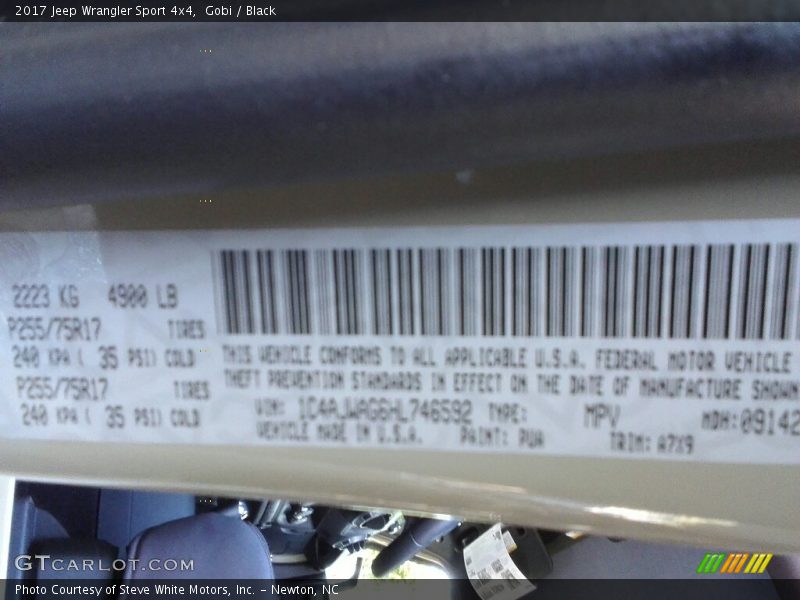 2017 Jeep Wrangler Sport 4x4,  Gobi / Black
2223 KG 4900 LB
P255/75R17 TIRES
240 KPA ( 35 PSI) COLD
P255/75R17 TIRES
240 KPA ( 35 PSI) COLD
THIS VEHICLE CONFORMS TO ALL APPLICABLE U.S.A. FEDERAL MOTOR VEHICLE
THEFT PREVENTION STANDARDS IN EFFECT ON THE DATE OF MANUFACTURE SHOWN
VIN: 1C4AJWAG6HL746592 TYPE: MPV MDH:09142
VEHICLE MADE IN U.S.A. PAINT: PUA TRIM: A7X9
GTCARLOT.COM
Photo Courtesy of Steve White Motors, Inc. - Newton, NC